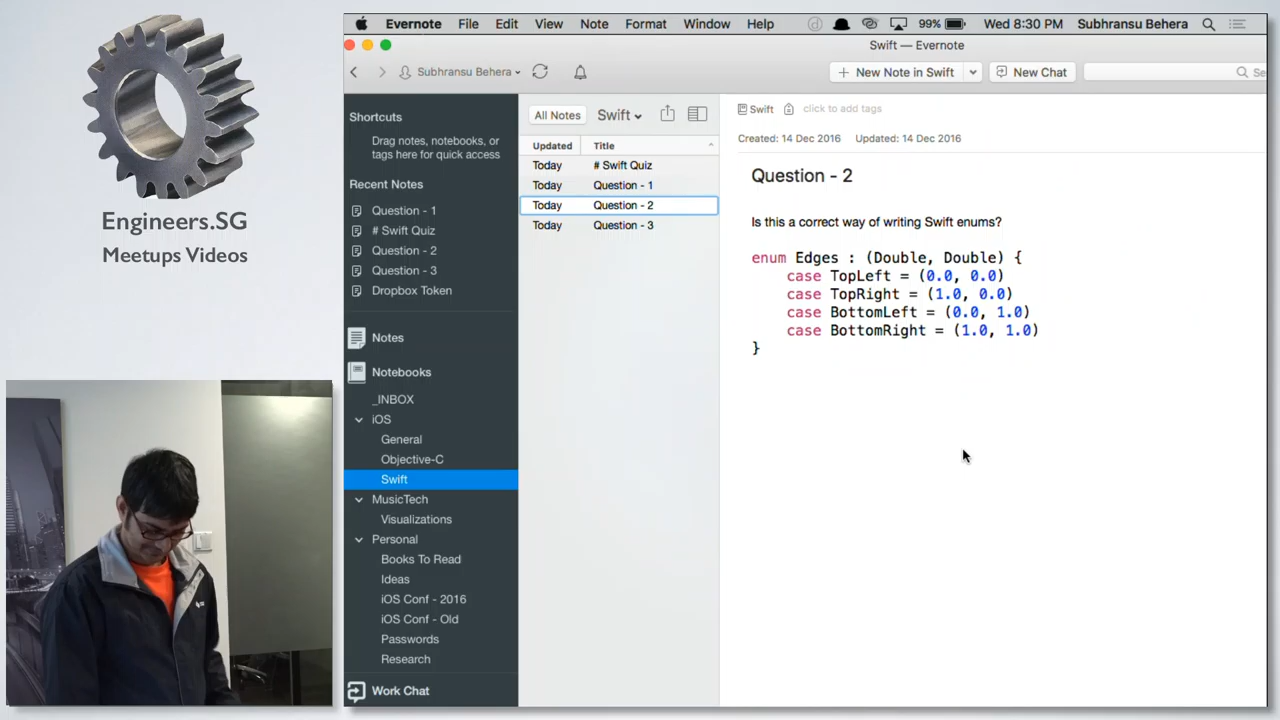 Engineers.SG
Meetups Videos
Evernote File Edit View Note Format Window Help 99% Wed 8:30 PM Subhransu Behera
Swift — Evernote
Subhransu Behera
New Note in Swift
New Chat
Shortcuts
Drag notes, notebooks, or
tags here for quick access
Recent Notes
Question - 1
# Swift Quiz
Question - 2
Question - 3
Dropbox Token
Notes
Notebooks
_INBOX
iOS
General
Objective-C
Swift
MusicTech
Visualizations
Personal
Books To Read
Ideas
iOS Conf - 2016
iOS Conf - Old
Passwords
Research
Work Chat
All Notes Swift
Updated Title
Today # Swift Quiz
Today Question - 1
Today Question - 2
Today Question - 3
Swift click to add tags
Created: 14 Dec 2016 Updated: 14 Dec 2016
Question - 2
Is this a correct way of writing Swift enums?
enum Edges : (Double, Double) {
case TopLeft = (0.0, 0.0)
case TopRight = (1.0, 0.0)
case BottomLeft = (0.0, 1.0)
case BottomRight = (1.0, 1.0)
}